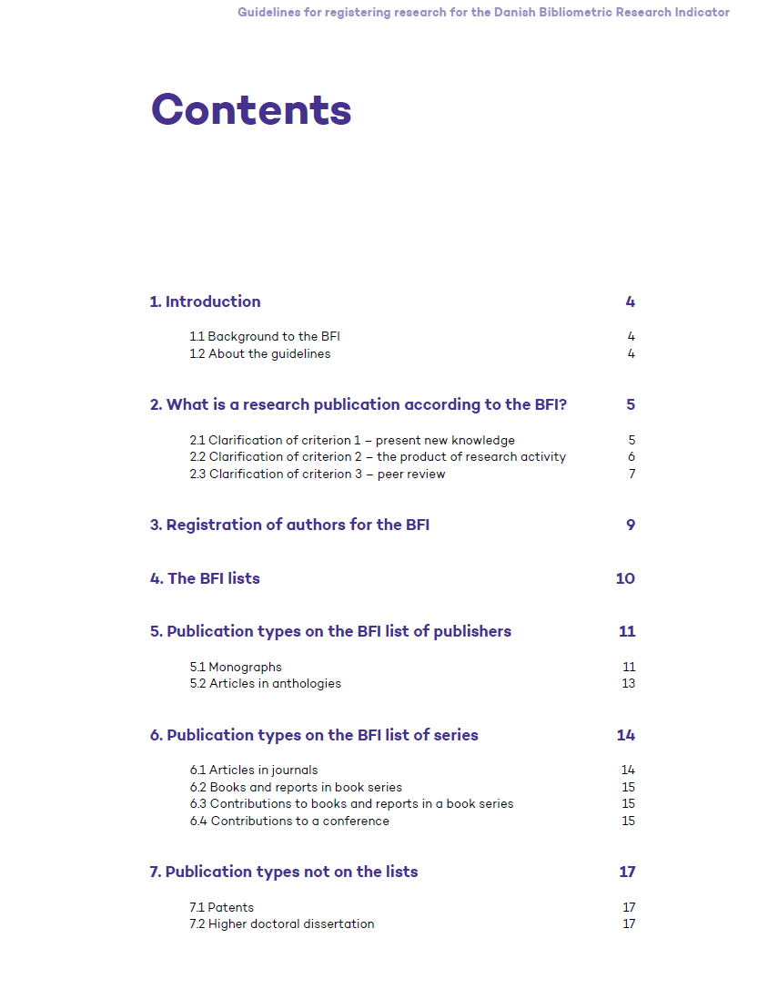 Guidelines for registering research for the Danish Bibliometric Research Indicator
Contents
1. Introduction 4
1.1 Background to the BFI 4
1.2 About the guidelines 4
2. What is a research publication according to the BFI? 5
2.1 Clarification of criterion 1 – present new knowledge 5
2.2 Clarification of criterion 2 – the product of research activity 6
2.3 Clarification of criterion 3 – peer review 7
3. Registration of authors for the BFI 9
4. The BFI lists 10
5. Publication types on the BFI list of publishers 11
5.1 Monographs 11
5.2 Articles in anthologies 13
6. Publication types on the BFI list of series 14
6.1 Articles in journals 14
6.2 Books and reports in book series 15
6.3 Contributions to books and reports in a book series 15
6.4 Contributions to a conference 15
7. Publication types not on the lists 17
7.1 Patents 17
7.2 Higher doctoral dissertation 17